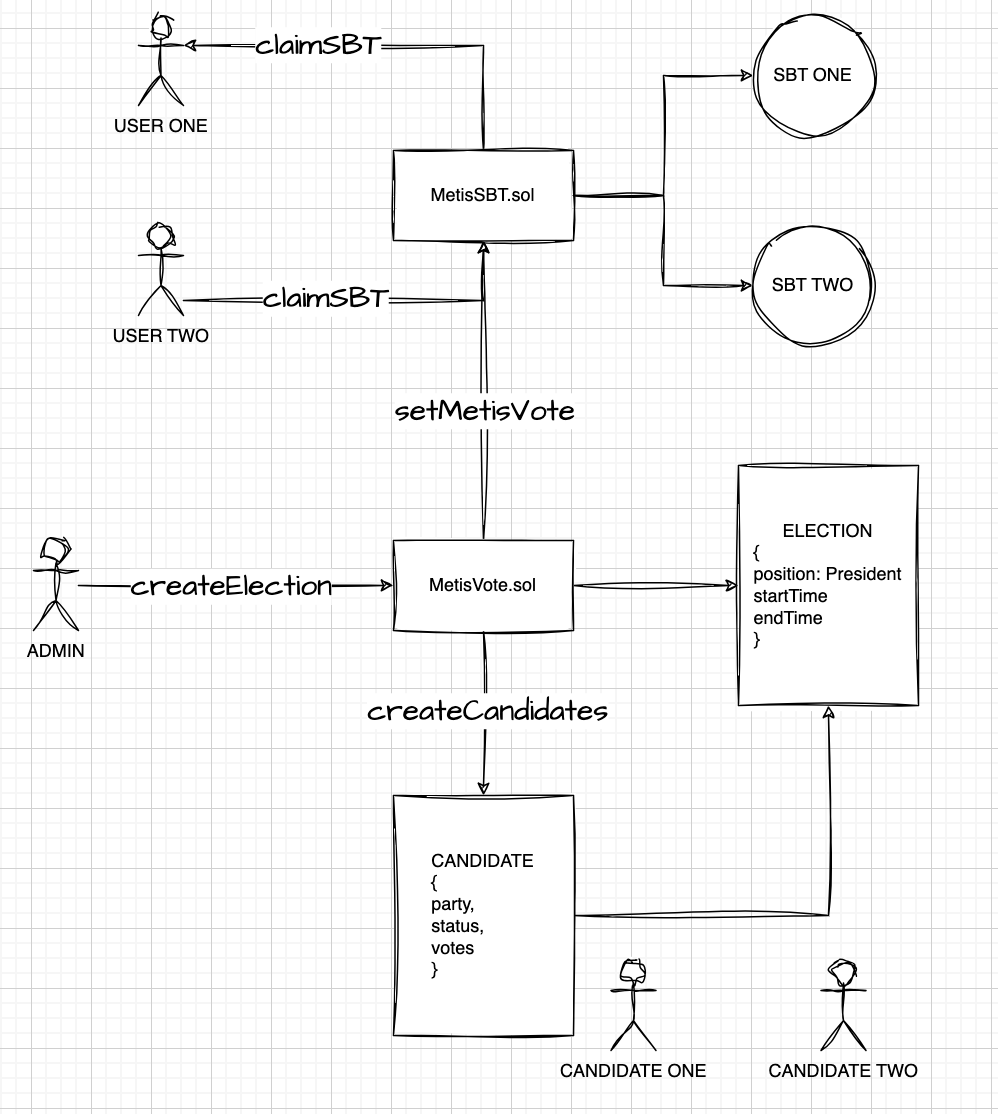 claimSBT
SBT ONE
USER ONE
MetisSBT.sol
claimSBT
SBT TWO
USER TWO
setMetisVote
ELECTION
{
position: President
startTime
endTime
}
createElection
MetisVote.sol
ADMIN
createCandidates
CANDIDATE
{
party,
status,
votes
}
CANDIDATE ONE
CANDIDATE TWO